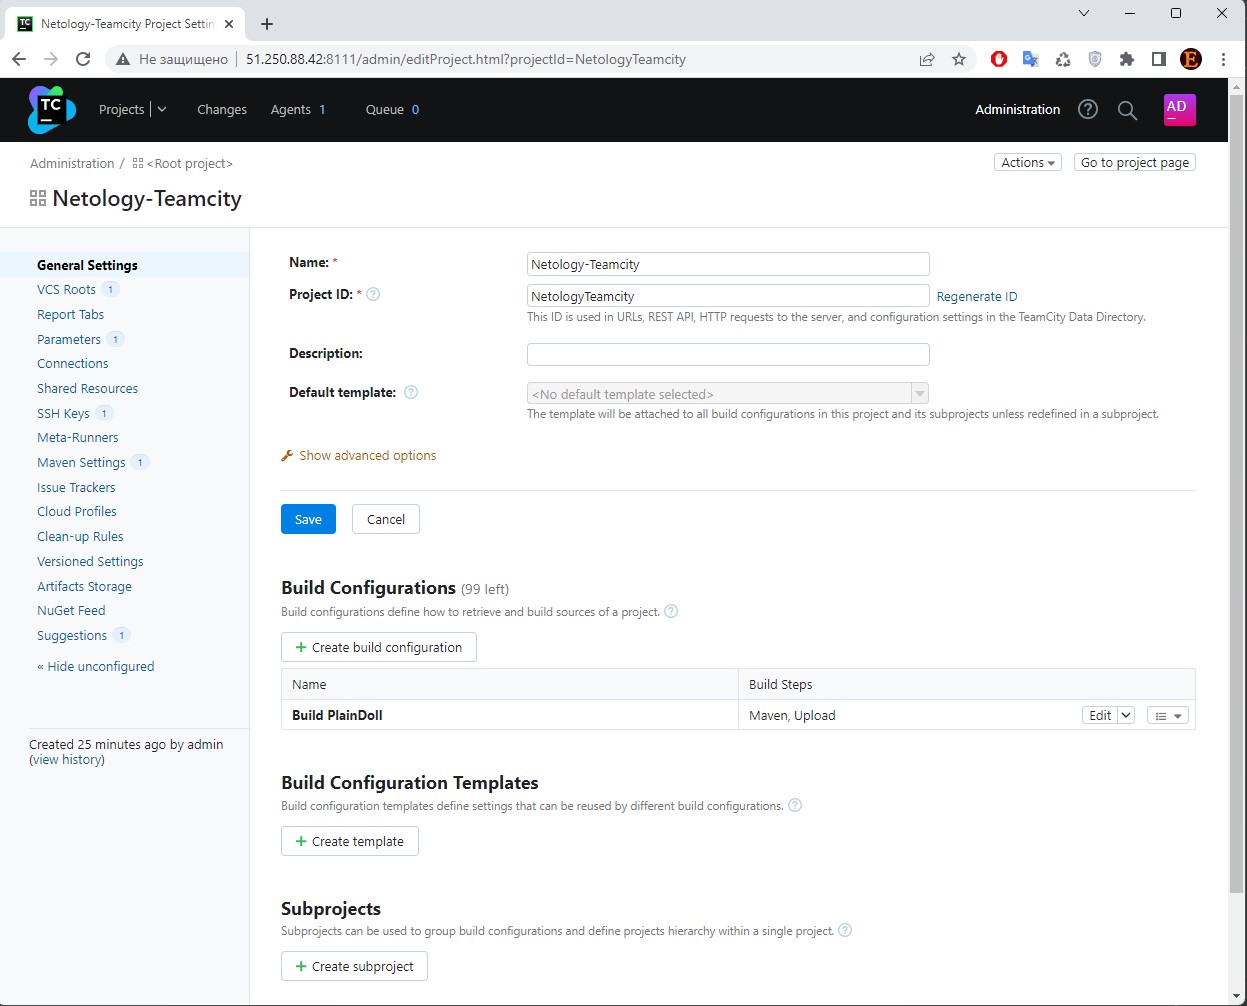 Netology-Teamcity Project Settin
Не защищено
51.250.88.42:8111/admin/editProject.html?projectId=NetologyTeamcity
E
TC
Projects
Changes
Agents 1
Queue 0
Administration
AD
Administration / <Root project>
Actions
Go to project page
Netology-Teamcity
General Settings
VCS Roots 1
Report Tabs
Parameters 1
Connections
Shared Resources
SSH Keys 1
Meta-Runners
Maven Settings 1
Issue Trackers
Cloud Profiles
Clean-up Rules
Versioned Settings
Artifacts Storage
NuGet Feed
Suggestions 1
« Hide unconfigured
Created 25 minutes ago by admin
(view history)
Name: *
Netology-Teamcity
Project ID: *
NetologyTeamcity
Regenerate ID
This ID is used in URLs, REST API, HTTP requests to the server, and configuration settings in the TeamCity Data Directory.
Description:
Default template:
<No default template selected>
The template will be attached to all build configurations in this project and its subprojects unless redefined in a subproject.
Show advanced options
Save
Cancel
Build Configurations (99 left)
Build configurations define how to retrieve and build sources of a project.
+ Create build configuration
Name
Build Steps
Build PlainDoll
Maven, Upload
Edit
Build Configuration Templates
Build configuration templates define settings that can be reused by different build configurations.
+ Create template
Subprojects
Subprojects can be used to group build configurations and define projects hierarchy within a single project.
+ Create subproject